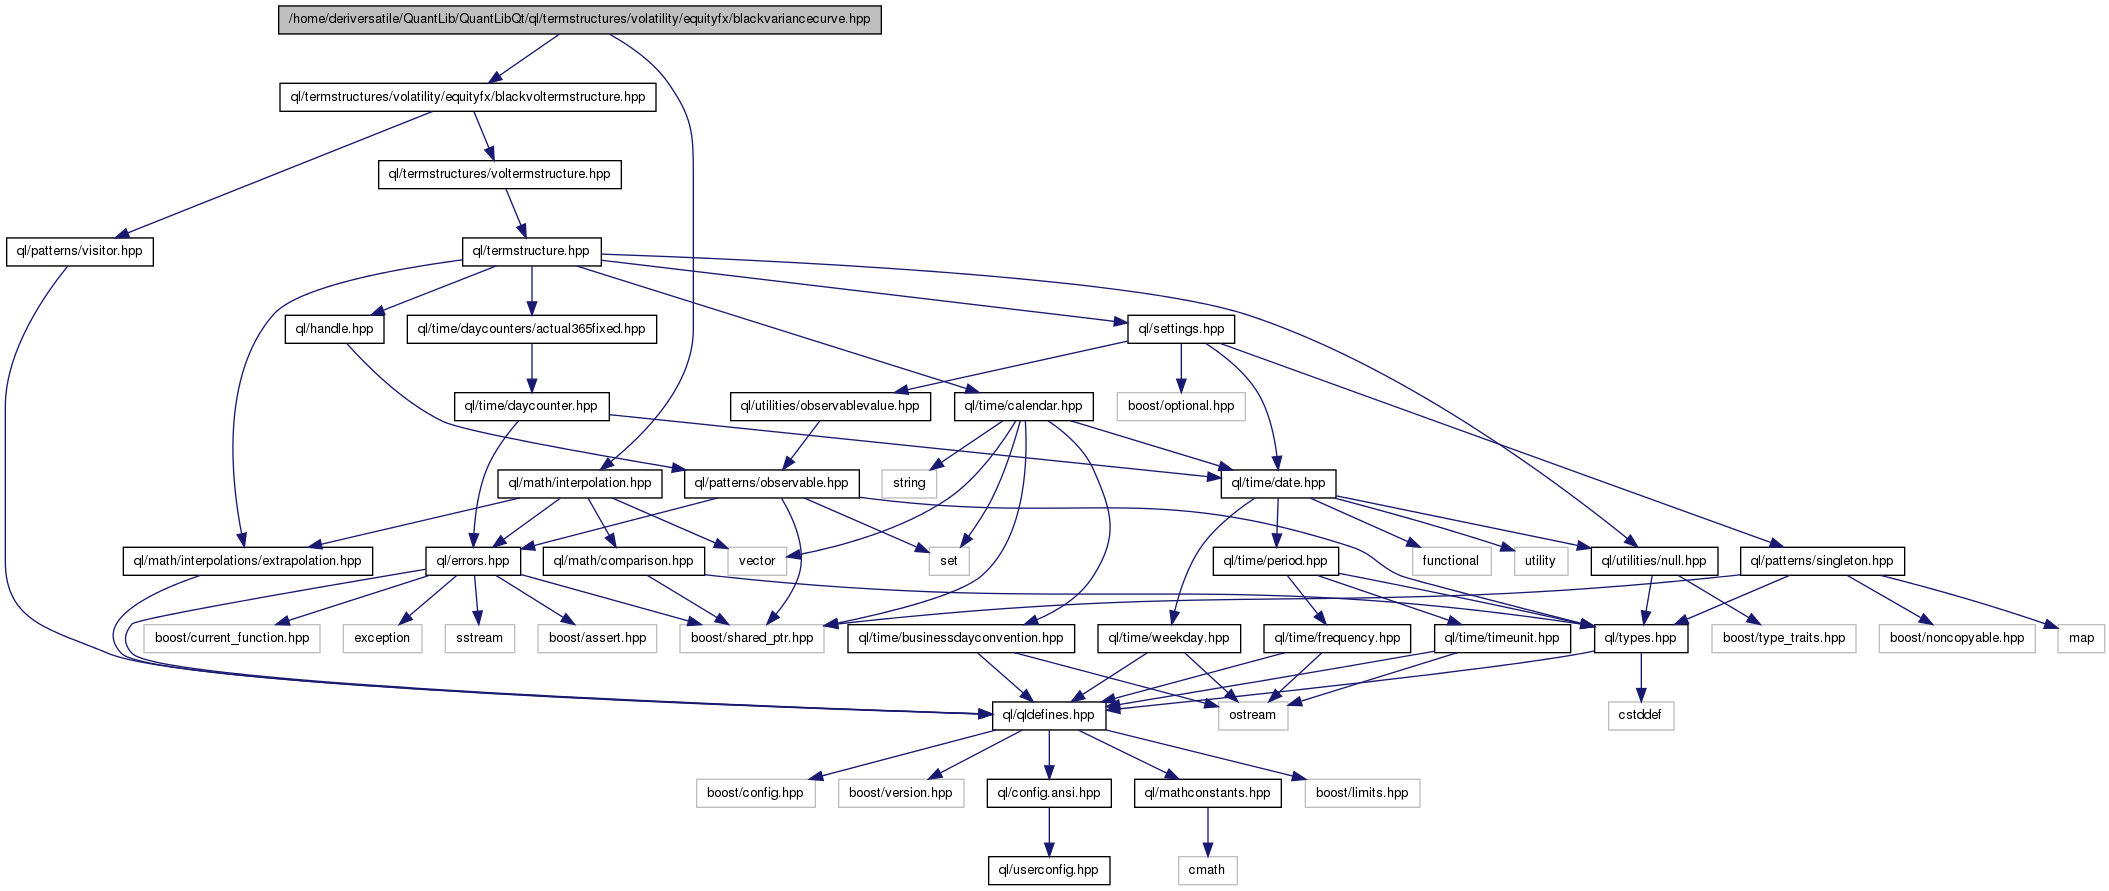 /home/deriversatile/QuantLib/QuantLibQt/ql/termstructures/volatility/equityfx/blackvariancecurve.hpp
ql/termstructures/volatility/equityfx/blackvoltermstructure.hpp
ql/termstructures/voltermstructure.hpp
ql/patterns/visitor.hpp
ql/termstructure.hpp
ql/handle.hpp
ql/time/daycounters/actual365fixed.hpp
ql/settings.hpp
ql/time/daycounter.hpp
ql/utilities/observablevalue.hpp
ql/time/calendar.hpp
boost/optional.hpp
ql/math/interpolation.hpp
ql/patterns/observable.hpp
string
ql/time/date.hpp
ql/math/interpolations/extrapolation.hpp
ql/errors.hpp
ql/math/comparison.hpp
vector
set
ql/time/period.hpp
functional
utility
ql/utilities/null.hpp
ql/patterns/singleton.hpp
boost/current_function.hpp
exception
sstream
boost/assert.hpp
boost/shared_ptr.hpp
ql/time/businessdayconvention.hpp
ql/time/weekday.hpp
ql/time/frequency.hpp
ql/time/timeunit.hpp
ql/types.hpp
boost/type_traits.hpp
boost/noncopyable.hpp
map
ql/qldefines.hpp
ostream
cstddef
boost/config.hpp
boost/version.hpp
ql/config.ansi.hpp
ql/mathconstants.hpp
boost/limits.hpp
ql/userconfig.hpp
cmath